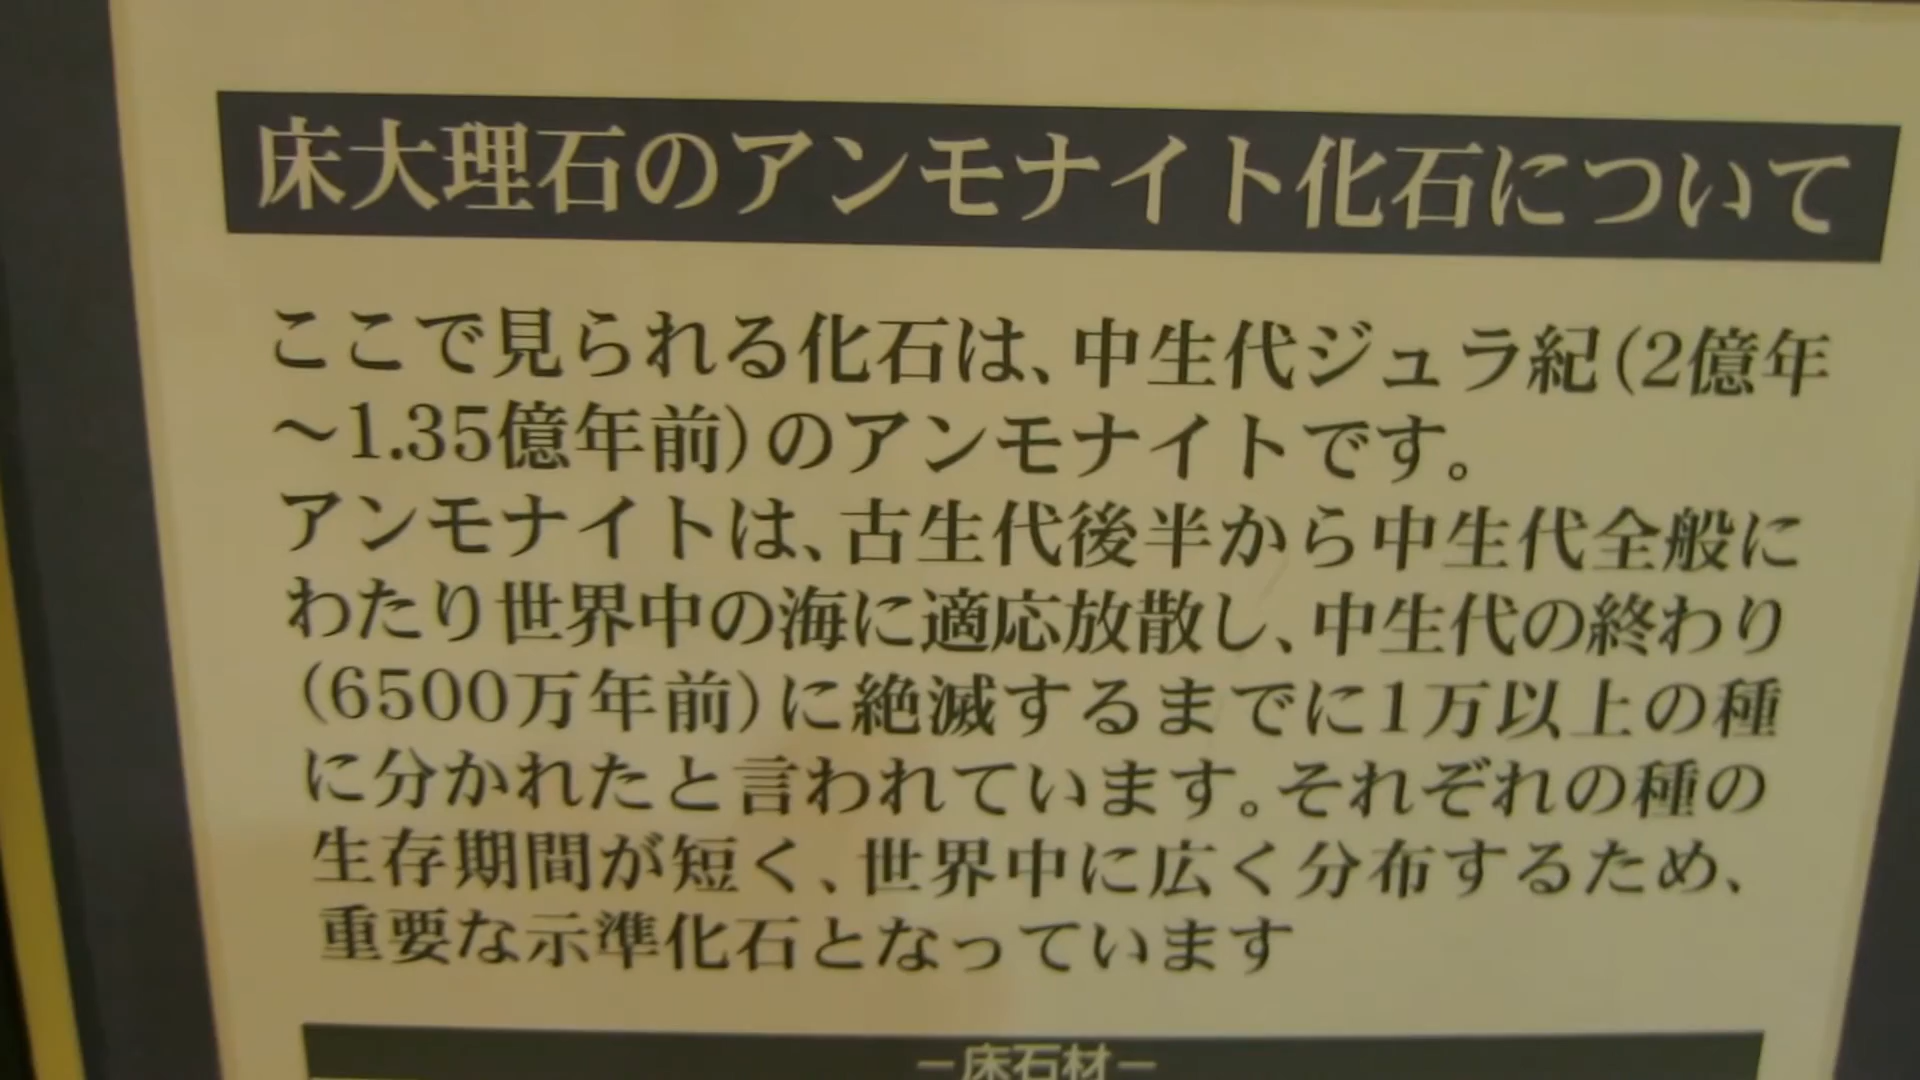 床大理石のアンモナイト化石について
ここで見られる化石は、中生代ジュラ紀(2億年
～1.35億年前)のアンモナイトです。
アンモナイトは、古生代後半から中生代全般に
わたり世界中の海に適応放散し、中生代の終わり
(6500万年前)に絶滅するまでに1万以上の種
に分かれたと言われています。それぞれの種の
生存期間が短く、世界中に広く分布するため、
重要な示準化石となっています
－床石材－